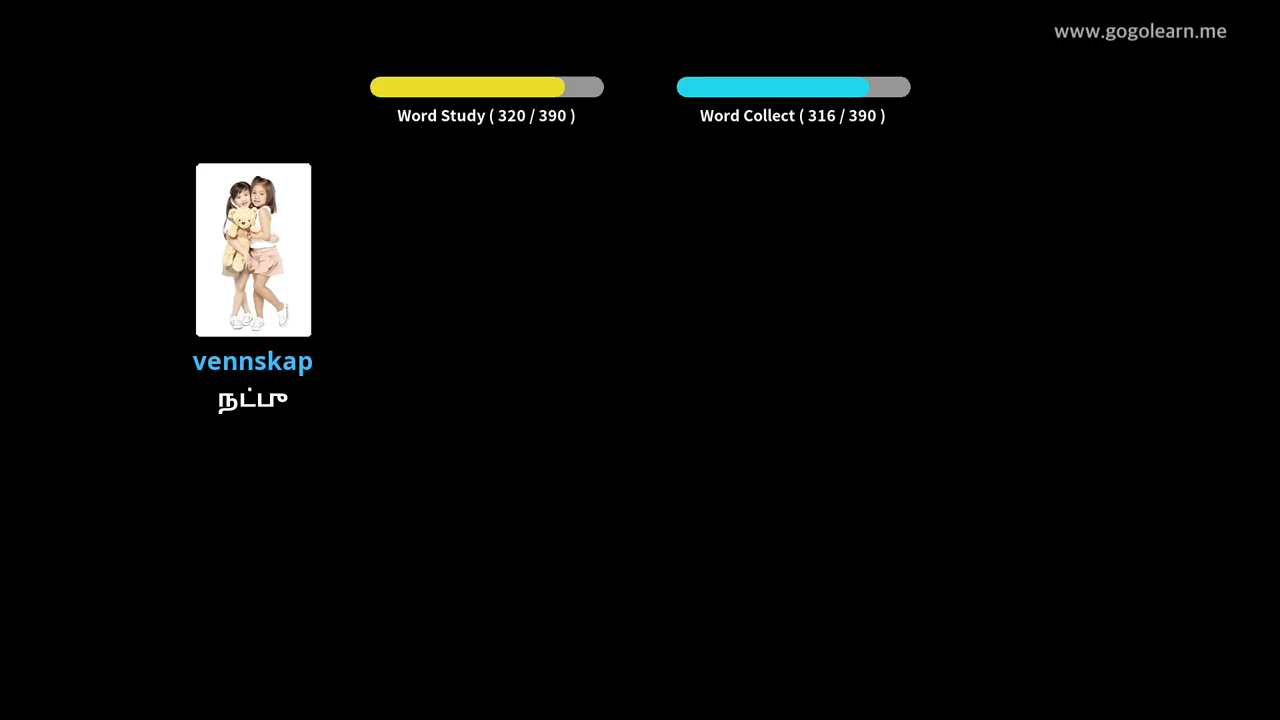 www.gogolearn.me
Word Study ( 320 / 390 )
Word Collect ( 316 / 390 )
vennskap
நட்பு